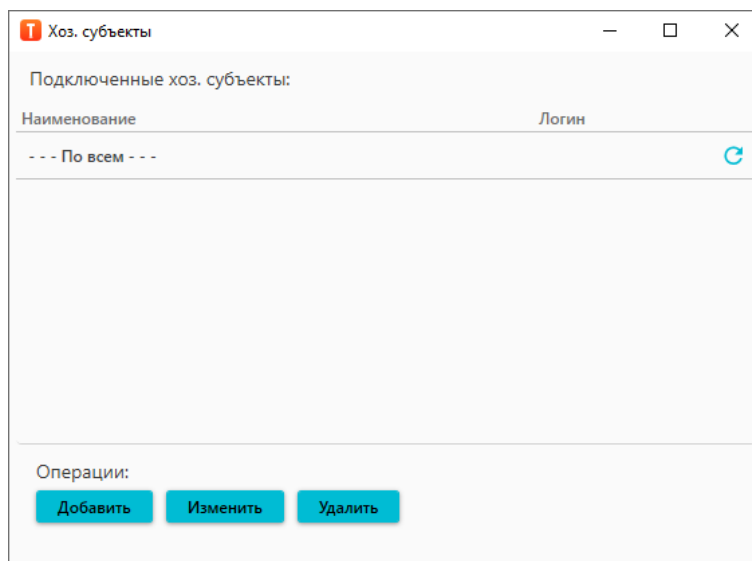 T Хоз. субъекты
Подключенные хоз. субъекты:
Наименование Логин
- - - По всем - - -
Операции:
Добавить Изменить Удалить